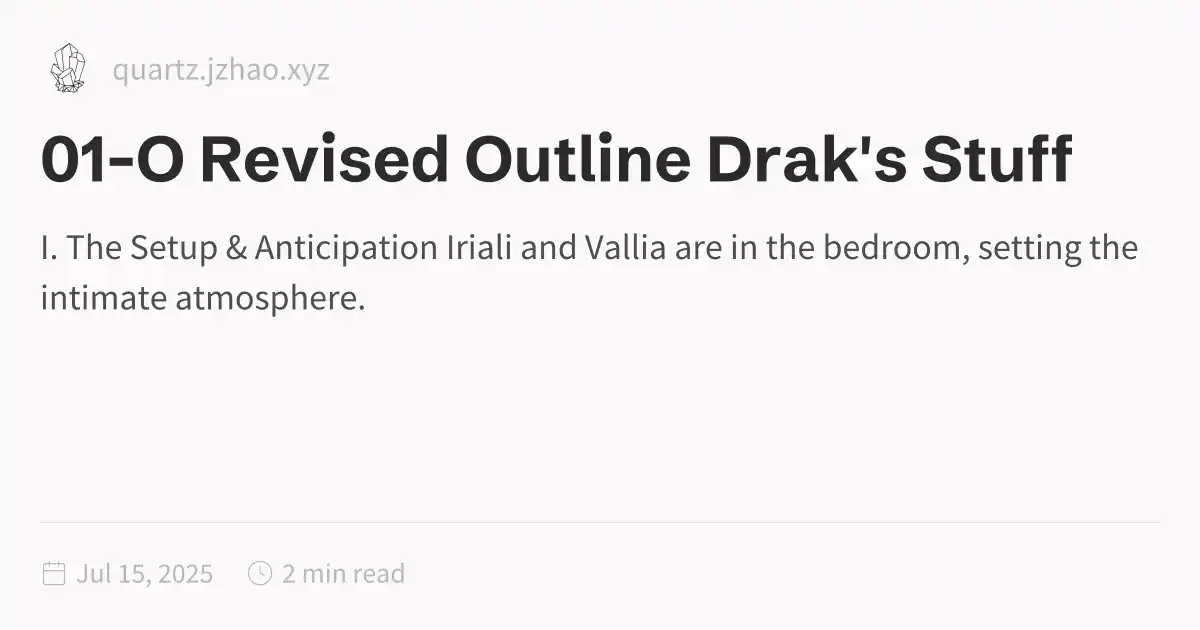 quartz.jzhao.xyz
01-O Revised Outline Drak's Stuff
I. The Setup & Anticipation Iriali and Vallia are in the bedroom, setting the
intimate atmosphere.
Jul 15, 2025 2 min read